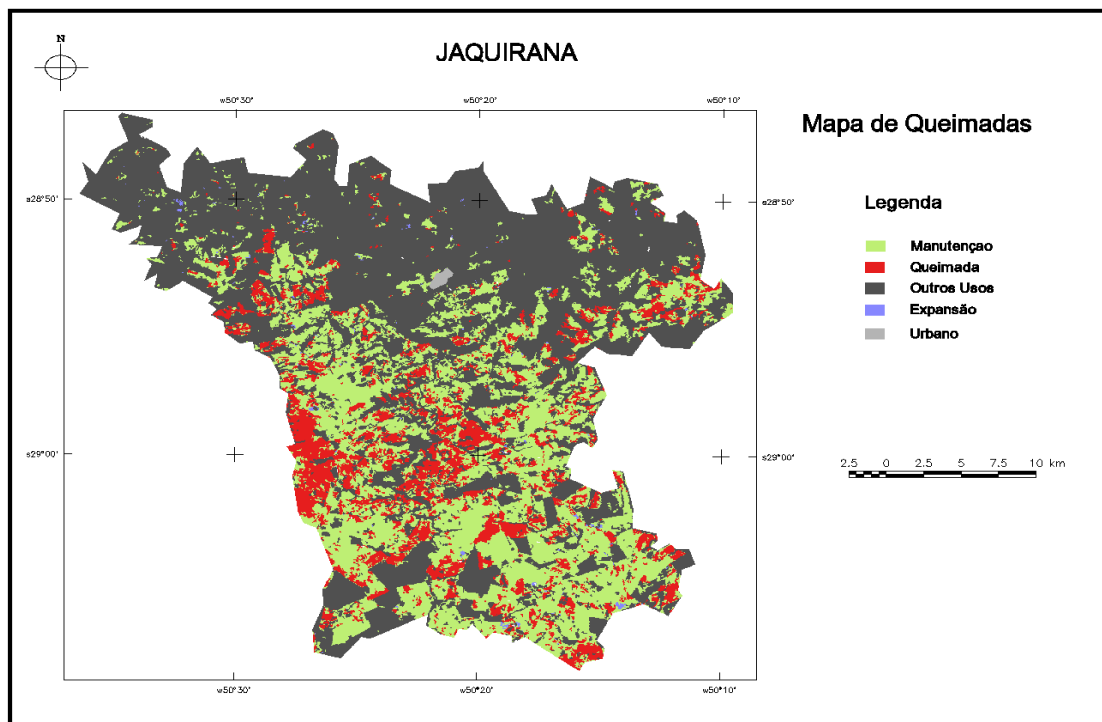 N
JAQUIRANA
w50°30' w50°20' w50°10'
Mapa de Queimadas
s28°50' s28°50'
Legenda
Manutençao
Queimada
Outros Usos
Expansão
Urbano
s29°00' s29°00'
2.5 0 2.5 5 7.5 10 km
w50°30' w50°20' w50°10'